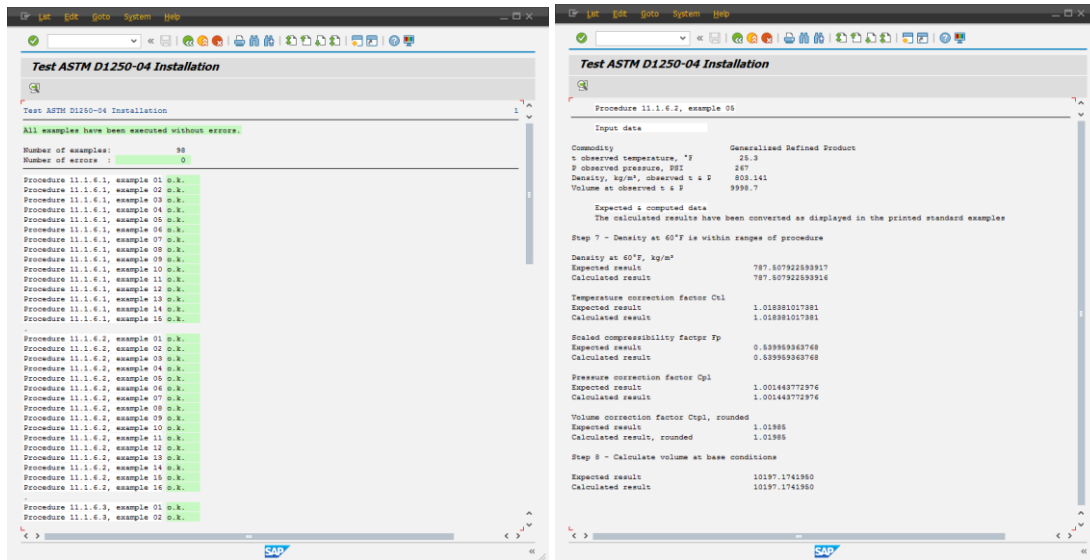 List Edit Goto System Help
Test ASTM D1250-04 Installation
Test ASTM D1250-04 Installation 1
All examples have been executed without errors.
Number of examples: 98
Number of errors : 0
Procedure 11.1.6.1, example 01 o.k.
Procedure 11.1.6.1, example 02 o.k.
Procedure 11.1.6.1, example 03 o.k.
Procedure 11.1.6.1, example 04 o.k.
Procedure 11.1.6.1, example 05 o.k.
Procedure 11.1.6.1, example 06 o.k.
Procedure 11.1.6.1, example 07 o.k.
Procedure 11.1.6.1, example 08 o.k.
Procedure 11.1.6.1, example 09 o.k.
Procedure 11.1.6.1, example 10 o.k.
Procedure 11.1.6.1, example 11 o.k.
Procedure 11.1.6.1, example 12 o.k.
Procedure 11.1.6.1, example 13 o.k.
Procedure 11.1.6.1, example 14 o.k.
Procedure 11.1.6.1, example 15 o.k.
.
Procedure 11.1.6.2, example 01 o.k.
Procedure 11.1.6.2, example 02 o.k.
Procedure 11.1.6.2, example 03 o.k.
Procedure 11.1.6.2, example 04 o.k.
Procedure 11.1.6.2, example 05 o.k.
Procedure 11.1.6.2, example 06 o.k.
Procedure 11.1.6.2, example 07 o.k.
Procedure 11.1.6.2, example 08 o.k.
Procedure 11.1.6.2, example 09 o.k.
Procedure 11.1.6.2, example 10 o.k.
Procedure 11.1.6.2, example 11 o.k.
Procedure 11.1.6.2, example 12 o.k.
Procedure 11.1.6.2, example 13 o.k.
Procedure 11.1.6.2, example 14 o.k.
Procedure 11.1.6.2, example 15 o.k.
Procedure 11.1.6.2, example 16 o.k.
.
Procedure 11.1.6.3, example 01 o.k.
Procedure 11.1.6.3, example 02 o.k.
SAP
List Edit Goto System Help
Test ASTM D1250-04 Installation
Procedure 11.1.6.2, example 05
Input data
Commodity Generalized Refined Product
t observed temperature, °F 25.3
P observed pressure, PSI 267
Density, kg/m³, observed t & P 803.141
Volume at observed t & P 9998.7
Expected & computed data
The calculated results have been converted as displayed in the printed standard examples
Step 7 - Density at 60°F is within ranges of procedure
Density at 60°F, kg/m³
Expected result 787.507922593917
Calculated result 787.507922593916
Temperature correction factor Ctl
Expected result 1.018381017381
Calculated result 1.018381017381
Scaled compressibility factpr Fp
Expected result 0.539959363768
Calculated result 0.539959363768
Pressure correction factor Cpl
Expected result 1.001443772976
Calculated result 1.001443772976
Volume correction factor Ctpl, rounded
Expected result 1.01985
Calculated result, rounded 1.01985
Step 8 - Calculate volume at base conditions
Expected result 10197.1741950
Calculated result 10197.1741950
SAP